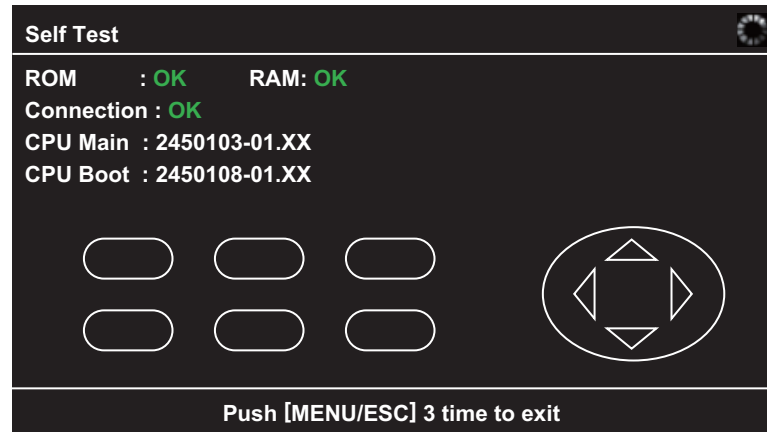 Self Test
ROM : OK RAM: OK
Connection : OK
CPU Main : 2450103-01.XX
CPU Boot : 2450108-01.XX
Push [MENU/ESC] 3 time to exit